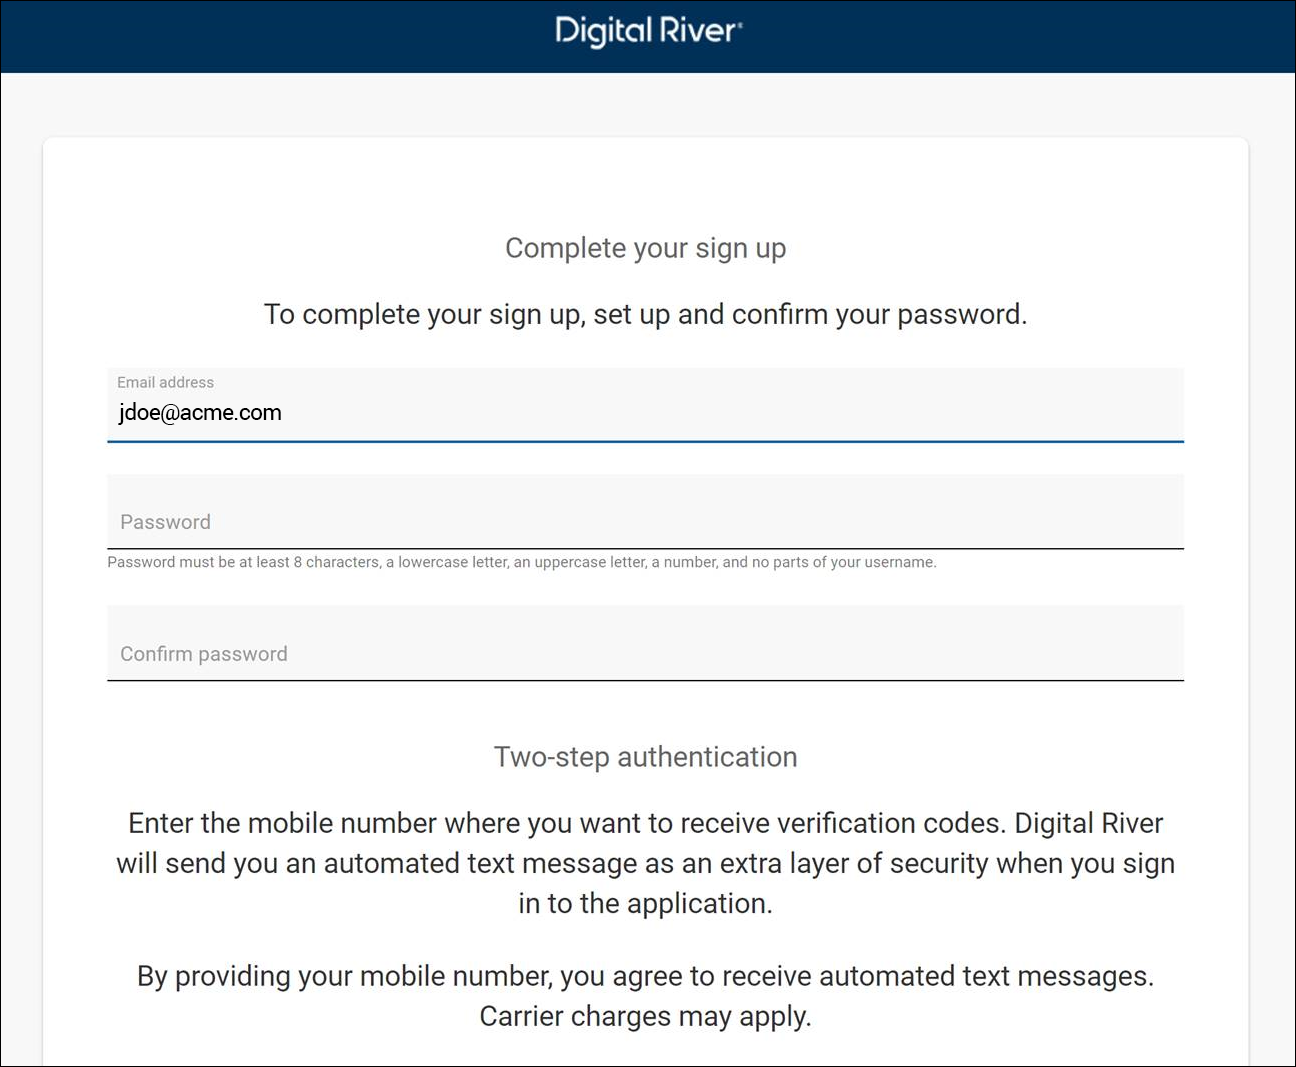 Digital River®
Complete your sign up
To complete your sign up, set up and confirm your password.
Email address
jdoe@acme.com
Password
Password must be at least 8 characters, a lowercase letter, an uppercase letter, a number, and no parts of your username.
Confirm password
Two-step authentication
Enter the mobile number where you want to receive verification codes. Digital River
will send you an automated text message as an extra layer of security when you sign
in to the application.
By providing your mobile number, you agree to receive automated text messages.
Carrier charges may apply.